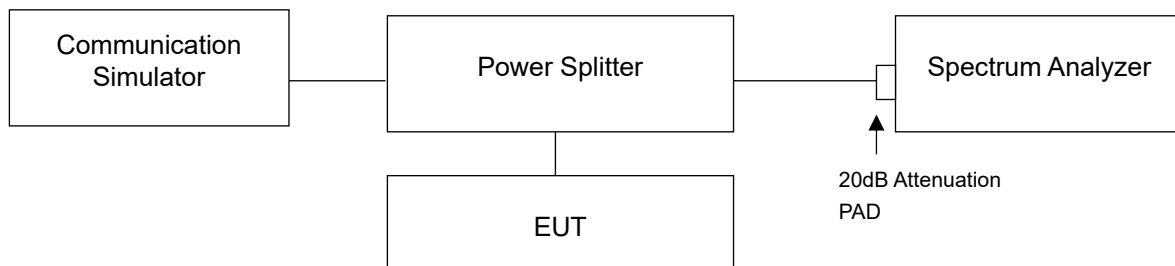 Communication
Simulator
Power Splitter
Spectrum Analyzer
20dB Attenuation
PAD
EUT